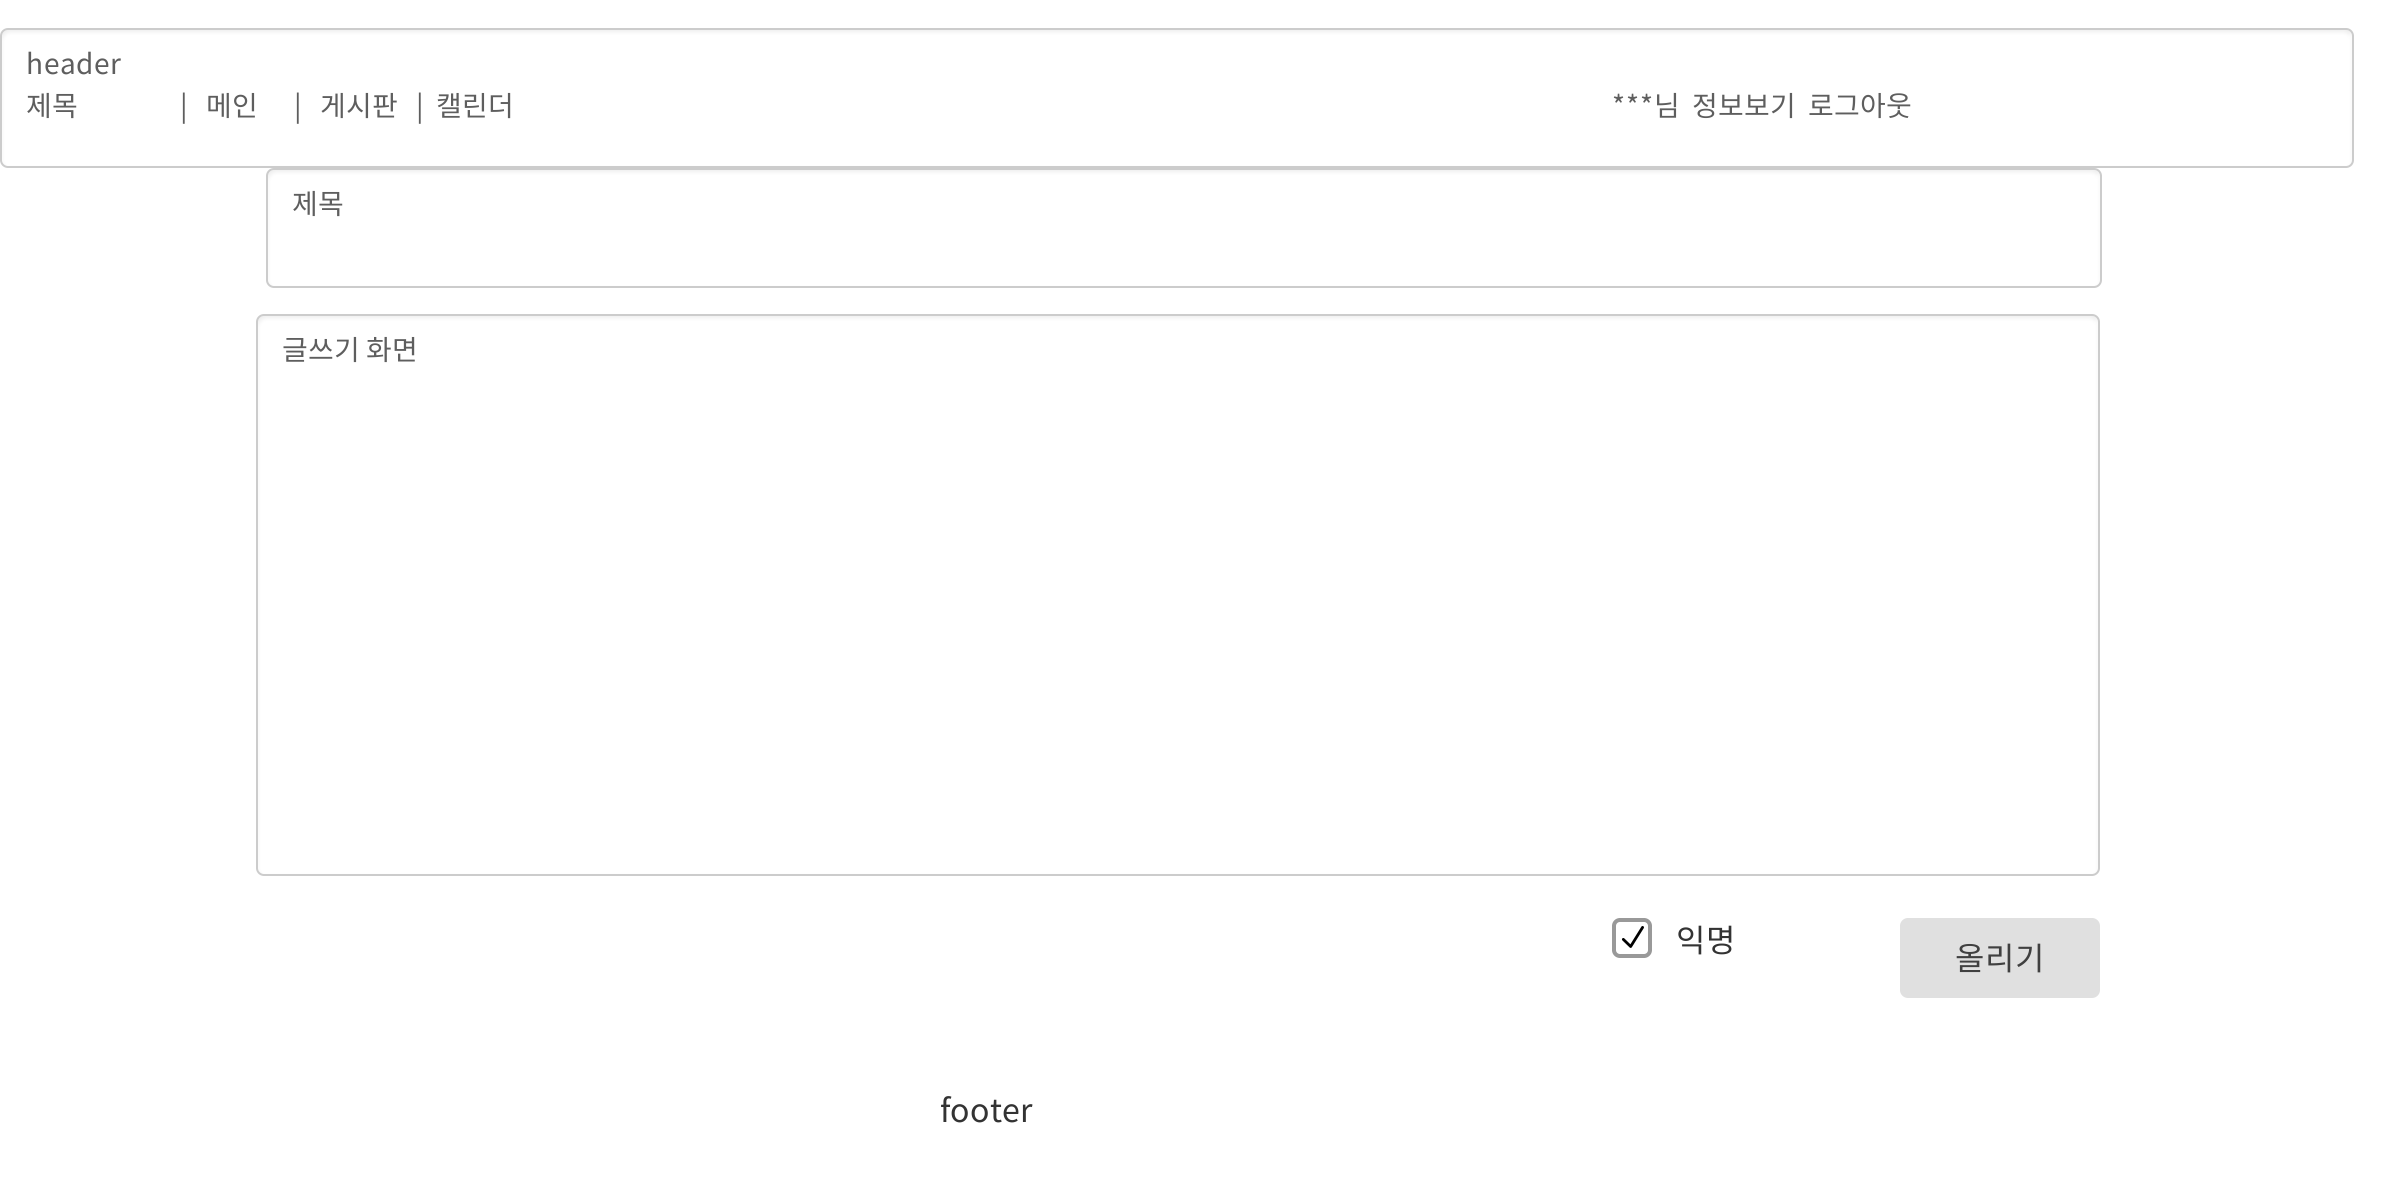 header
제목 | 메인 | 게시판 | 캘린더 ***님 정보보기 로그아웃
제목
글쓰기 화면
익명
올리기
footer